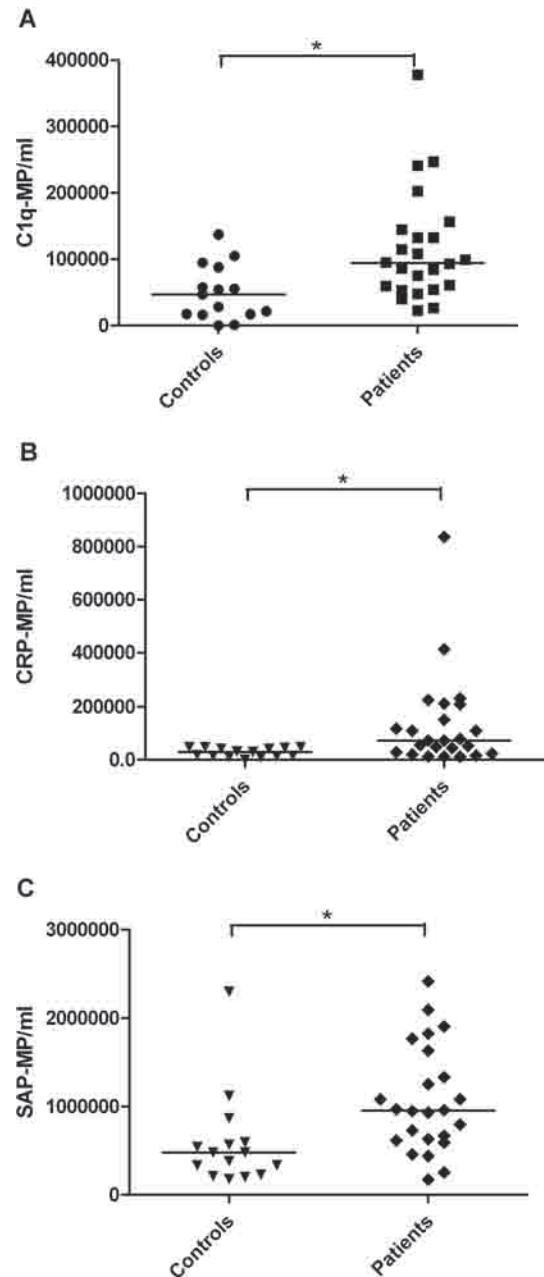 A
*
400000
300000
200000
100000
0
C1q-MP/ml
Controls
Patients
B
*
1000000
800000
600000
400000
200000
0.0
CRP-MP/ml
Controls
Patients
C
*
3000000
2000000
1000000
0
SAP-MP/ml
Controls
Patients